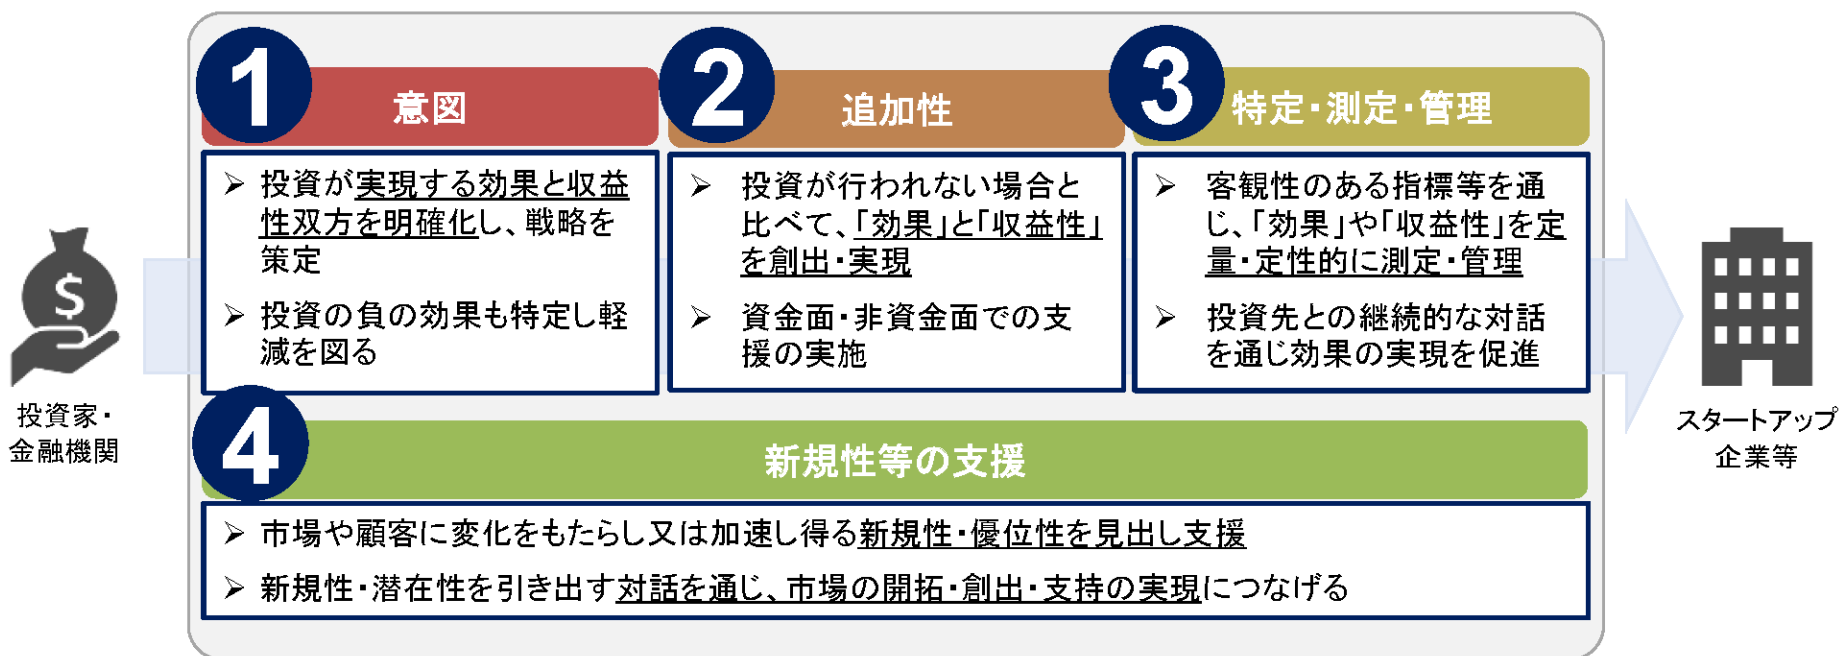 1
意図
➢ 投資が実現する効果と収益
性双方を明確化し、戦略を
策定
➢ 投資の負の効果も特定し軽
減を図る
2
追加性
➢ 投資が行われない場合と
比べて、「効果」と「収益性」
を創出・実現
➢ 資金面・非資金面での支
援の実施
3
特定・測定・管理
➢ 客観性のある指標等を通
じ、「効果」や「収益性」を定
量・定性的に測定・管理
➢ 投資先との継続的な対話
を通じ効果の実現を促進
$
投資家・
金融機関
スタートアップ
企業等
4
新規性等の支援
➢ 市場や顧客に変化をもたらし又は加速し得る新規性・優位性を見出し支援
➢ 新規性・潜在性を引き出す対話を通じ、市場の開拓・創出・支持の実現につなげる